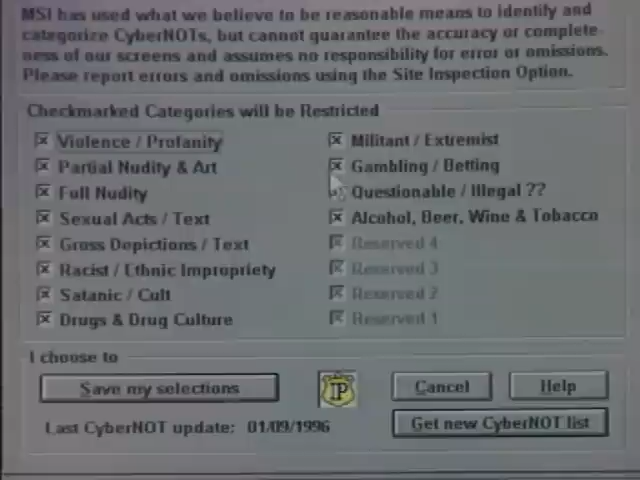 MSI has used what we believe to be reasonable means to identify and
categorize CyberNOTs, but cannot guarantee the accuracy or complete-
ness of our screens and assumes no responsibility for error or omissions.
Please report errors and omissions using the Site Inspection Option.
Checkmarked Categories will be Restricted
Violence / Profanity
Partial Nudity & Art
Full Nudity
Sexual Acts / Text
Gross Depictions / Text
Racist / Ethnic Impropriety
Satanic / Cult
Drugs & Drug Culture
Militant / Extremist
Gambling / Betting
Questionable / Illegal ??
Alcohol, Beer, Wine & Tobacco
Reserved 4
Reserved 3
Reserved 2
Reserved 1
I choose to
Save my selections
IP
Cancel
Help
Last CyberNOT update: 01/09/1996
Get new CyberNOT list